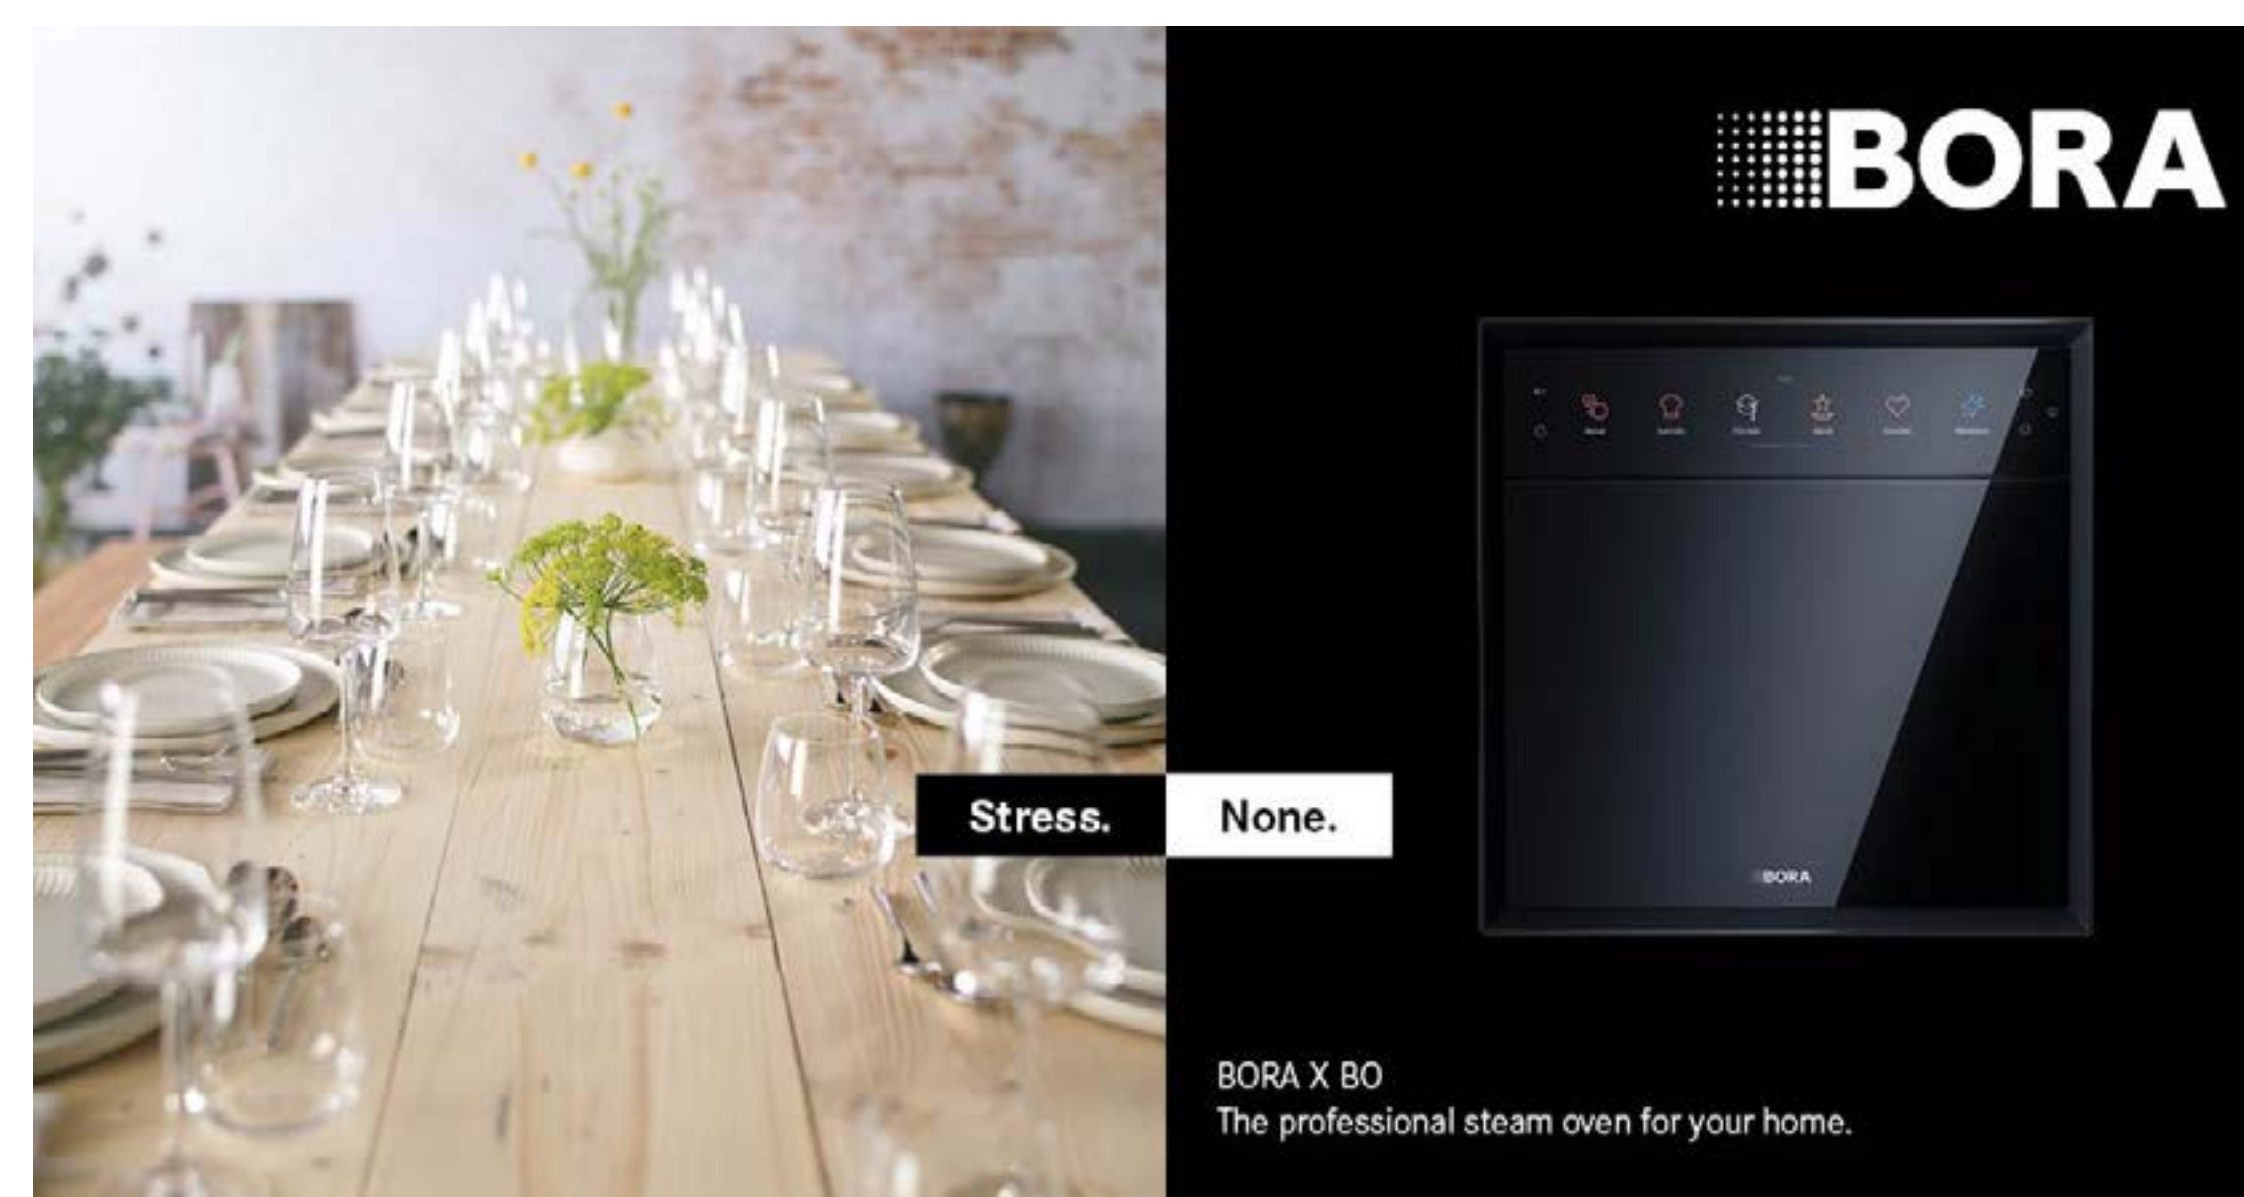 BORA
Stress. None.
BORA
BORA X BO
The professional steam oven for your home.